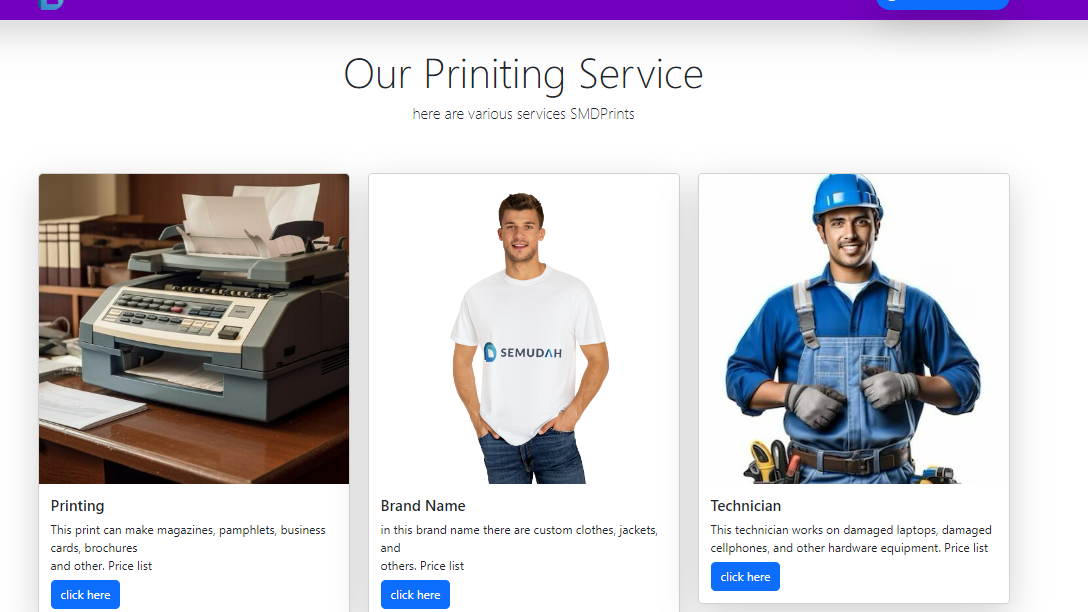 Our Priniting Service
here are various services SMDPrints
SEMUDAH
Printing
This print can make magazines, pamphlets, business
cards, brochures
and other. Price list
click here
Brand Name
in this brand name there are custom clothes, jackets,
and
others. Price list
click here
Technician
This technician works on damaged laptops, damaged
cellphones, and other hardware equipment. Price list
click here